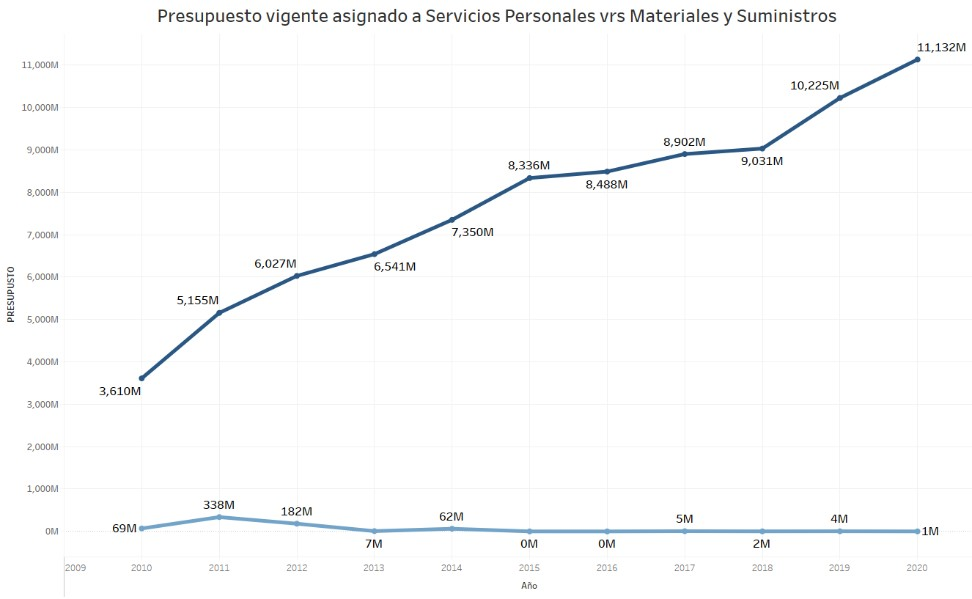 Presupuesto vigente asignado a Servicios Personales vrs Materiales y Suministros
11,132M
11,000M
10,225M
10,000M
8,902M
9,000M
9,031M
8,336M
8,488M
8,000M
7,350M
7,000M
6,027M
6,541M
6,000M
PRESUPUSTO
5,155M
5,000M
4,000M
3,610M
3,000M
2,000M
1,000M
338M
182M
62M
5M
4M
69M
0M
1M
7M
0M
0M
2M
2009
2010
2011
2012
2013
2014
2015
2016
2017
2018
2019
2020
Año